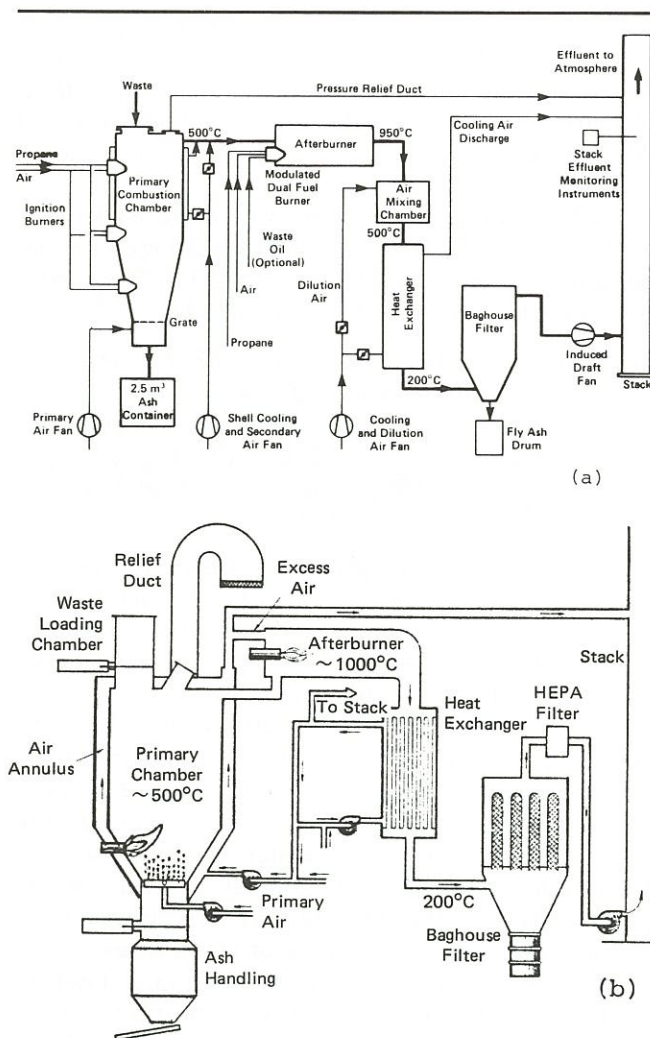 Effluent to
Atmosphere
Waste
Pressure Relief Duct
500°C
Afterburner
950°C
Cooling Air
Discharge
Propane
Air
Primary
Combustion
Chamber
Modulated
Dual Fuel
Burner
Air
Mixing
Chamber
Stack
Effluent
Monitoring
Instruments
Ignition
Burners
500°C
Waste
Oil
(Optional)
Dilution
Air
Heat
Exchanger
Baghouse
Filter
Air
Grate
Propane
Induced
Draft
Fan
Stack
200°C
2.5 m³
Ash
Container
Primary
Air Fan
Shell Cooling
and Secondary
Air Fan
Cooling
and Dilution
Air Fan
Fly Ash
Drum
(a)
Relief
Duct
Excess
Air
Waste
Loading
Chamber
Afterburner
~1000°C
Stack
To Stack
Heat
Exchanger
HEPA
Filter
Air
Annulus
Primary
Chamber
~500°C
Primary
Air
200°C
Baghouse
Filter
Ash
Handling
(b)